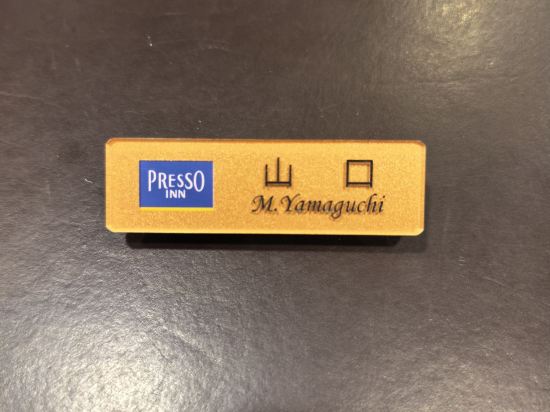 PRESSO
INN
山 口
M.Yamaguchi